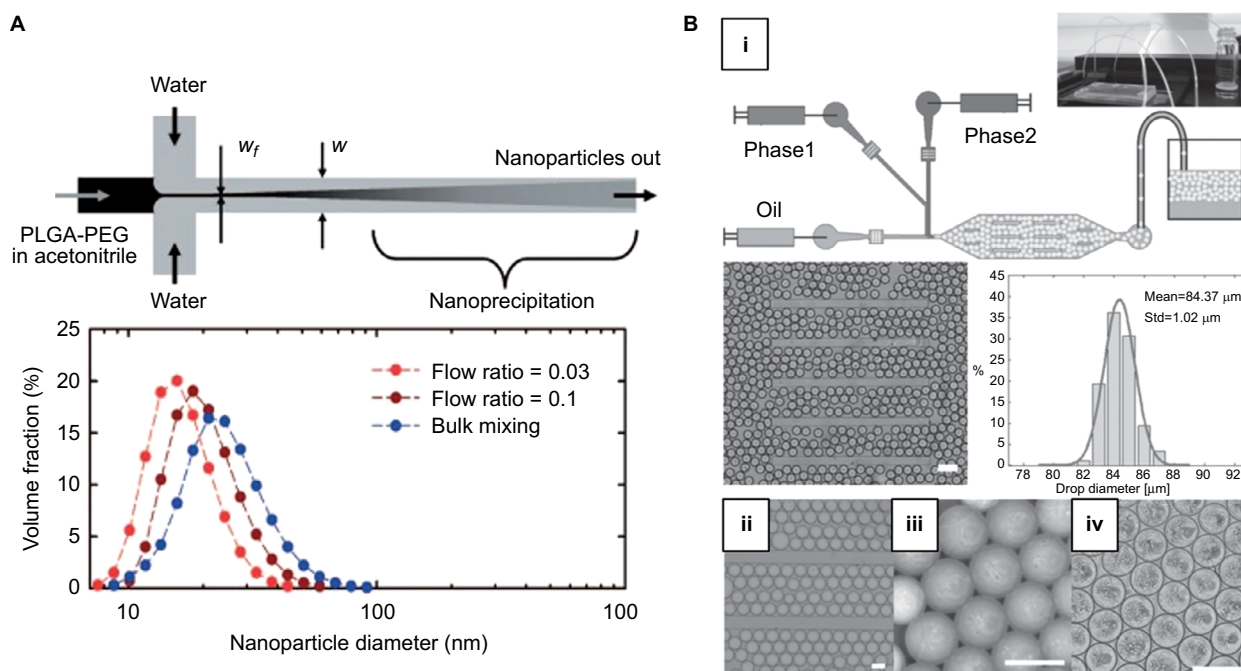 A
Water
w_f
w
Nanoparticles out
PLGA-PEG
in acetonitrile
Water
Nanoprecipitation
25
20
15
10
5
0
Volume fraction (%)
Flow ratio = 0.03
Flow ratio = 0.1
Bulk mixing
10
100
100
Nanoparticle diameter (nm)
B
i
Phase1
Phase2
Oil
45
40
35
30
25
20
15
10
5
0
%
Mean=84.37 µm
Std=1.02 µm
78
80
82
84
86
88
90
92
Drop diameter [µm]
ii
iii
iv